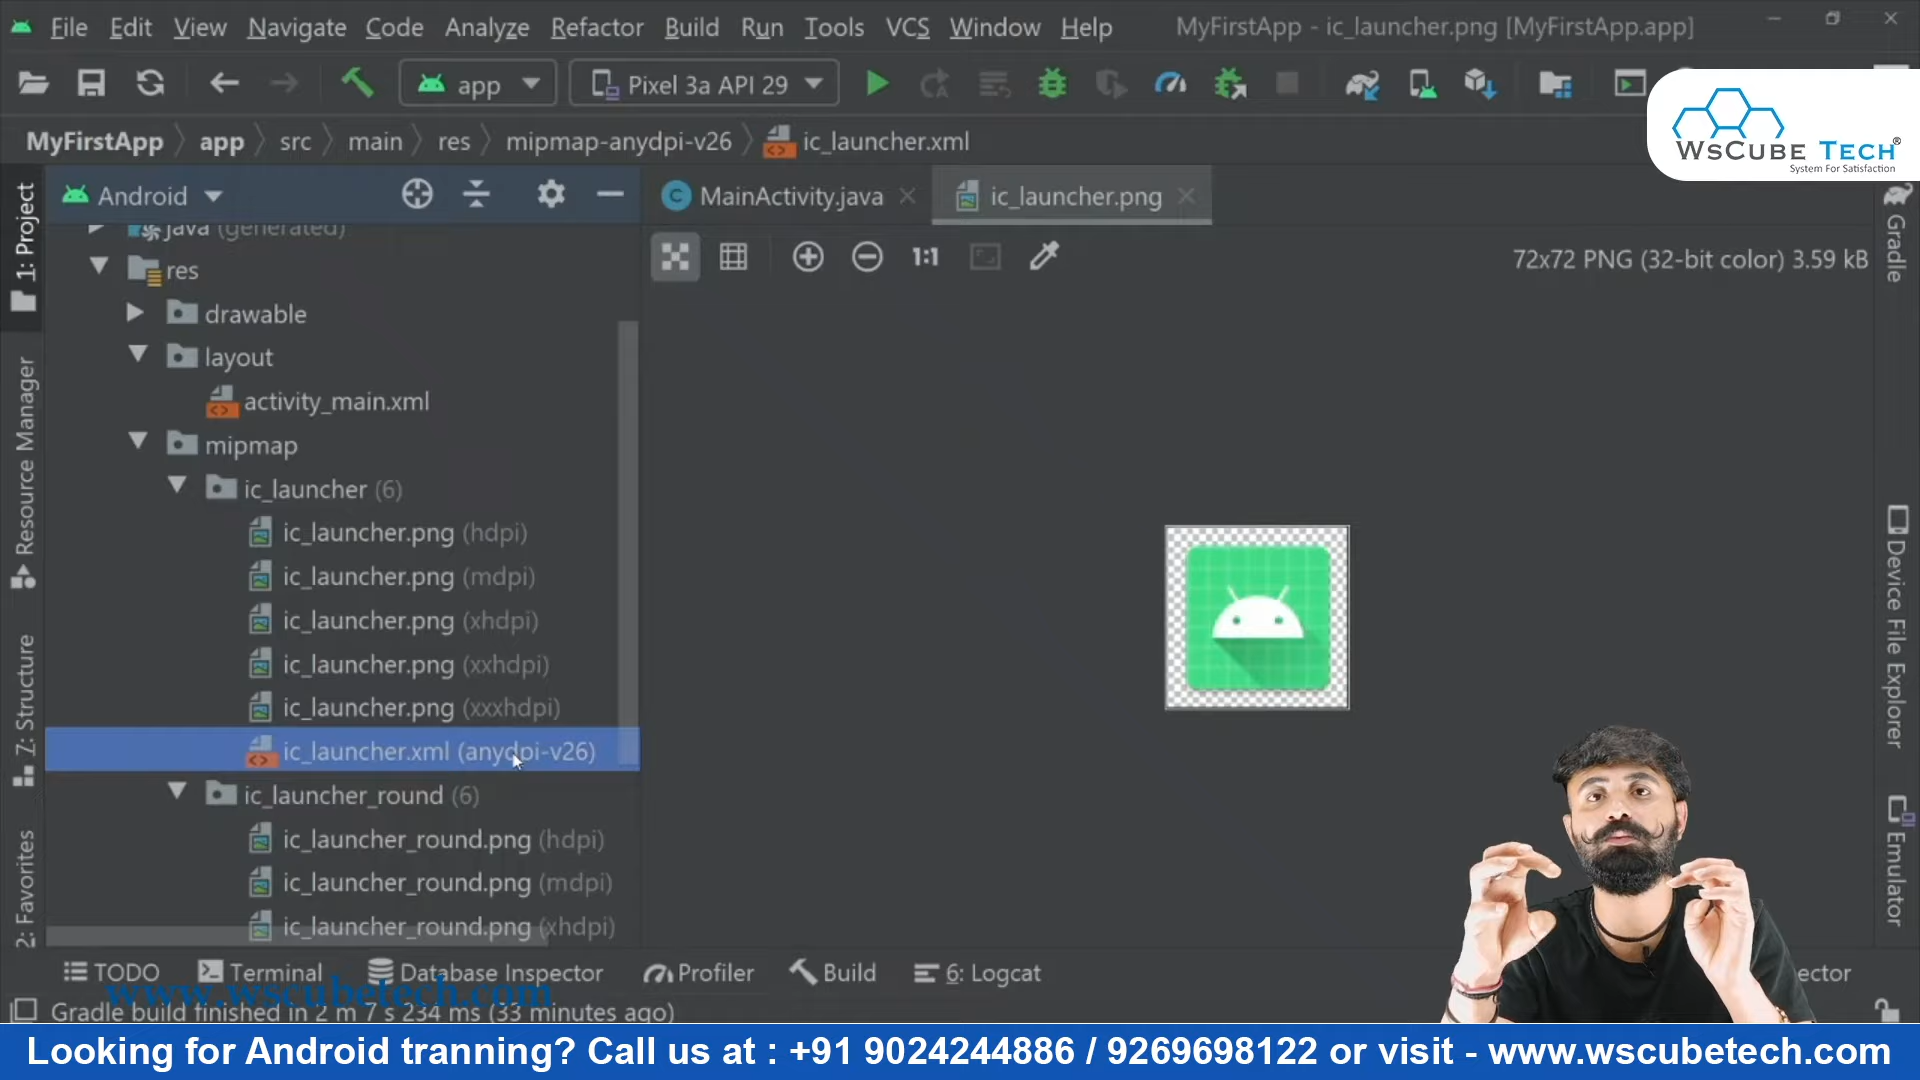 File Edit View Navigate Code Analyze Refactor Build Run Tools VCS Window Help MyFirstApp - ic_launcher.png [MyFirstApp.app]
app Pixel 3a API 29
WsCube Tech®
System For Satisfaction
MyFirstApp app src main res mipmap-anydpi-v26 ic_launcher.xml
1: Project
Resource Manager
Z: Structure
2: Favorites
Android
java (generated)
res
drawable
layout
activity_main.xml
mipmap
ic_launcher (6)
ic_launcher.png (hdpi)
ic_launcher.png (mdpi)
ic_launcher.png (xhdpi)
ic_launcher.png (xxhdpi)
ic_launcher.png (xxxhdpi)
ic_launcher.xml (anydpi-v26)
ic_launcher_round (6)
ic_launcher_round.png (hdpi)
ic_launcher_round.png (mdpi)
ic_launcher_round.png (xhdpi)
MainActivity.java ic_launcher.png
1:1 72x72 PNG (32-bit color) 3.59 kB
Gradle
Device File Explorer
Emulator
TODO Terminal Database Inspector Profiler Build 6: Logcat ector
www.wscubetech.com
Gradle build finished in 2 m 7 s 234 ms (33 minutes ago)
Looking for Android tranning? Call us at : +91 9024244886 / 9269698122 or visit - www.wscubetech.com